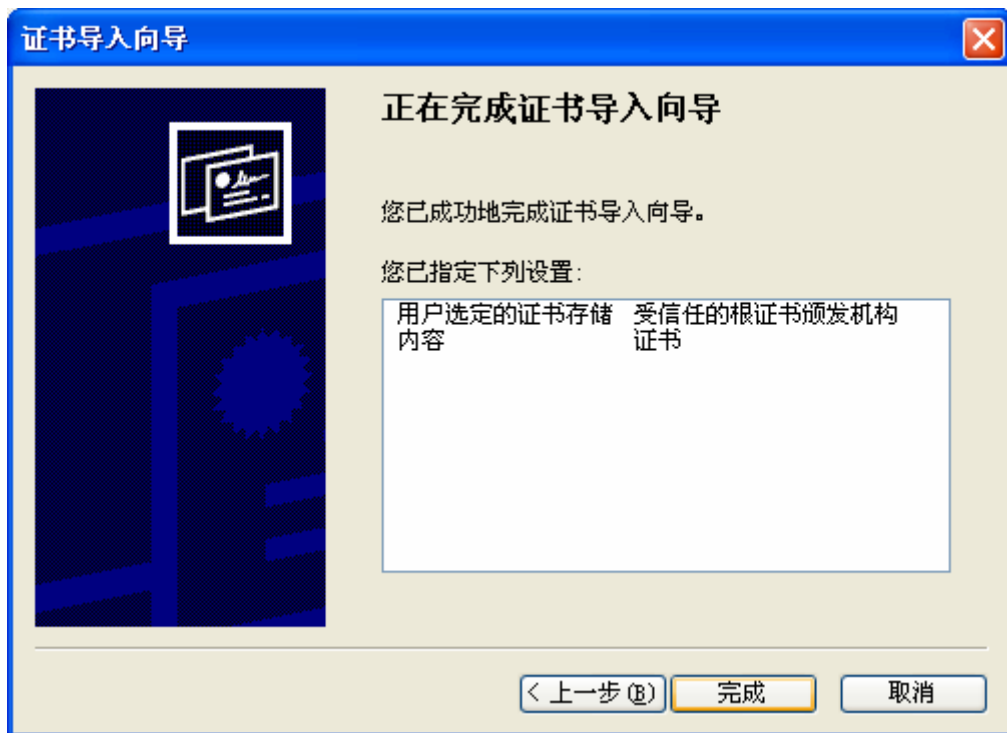 证书导入向导
正在完成证书导入向导
您已成功地完成证书导入向导。
您已指定下列设置:
用户选定的证书存储 受信任的根证书颁发机构
内容 证书
< 上一步(B) 完成 取消